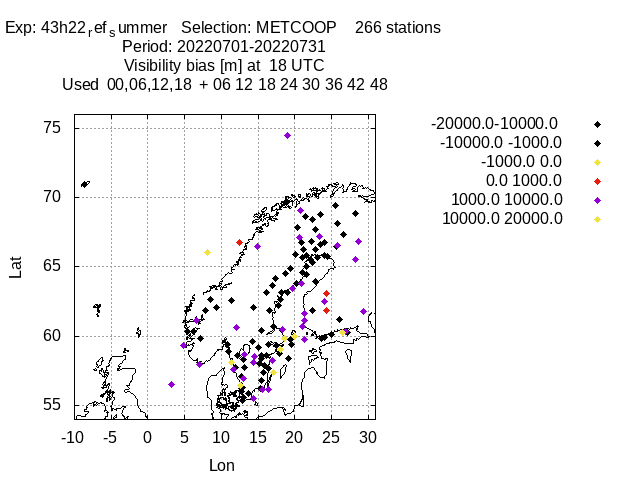 Exp: 43h22refsummer Selection: METCOOP 266 stations
Period: 20220701-20220731
Visibility bias [m] at 18 UTC
Used 00,06,12,18 + 06 12 18 24 30 36 42 48
-20000.0-10000.0
-10000.0 -1000.0
-1000.0 0.0
0.0 1000.0
1000.0 10000.0
10000.0 20000.0
75
70
65
60
55
Lat
-10 -5 0 5 10 15 20 25 30
Lon